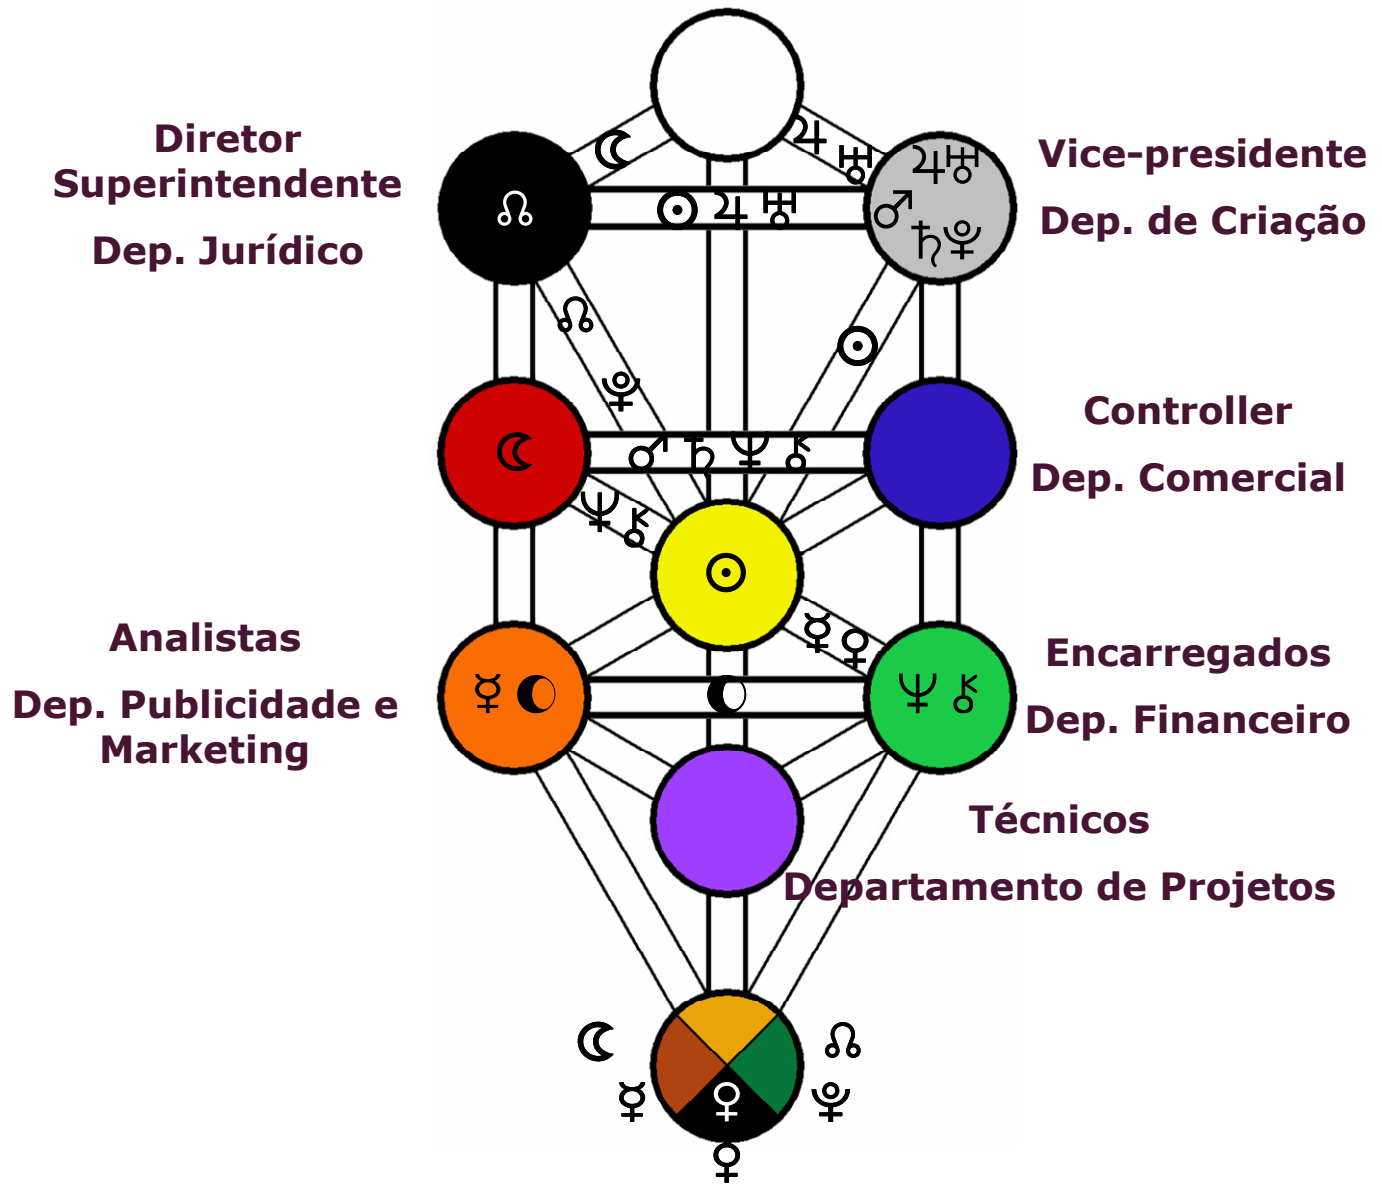 Diretor
Superintendente
Dep. Jurídico
Vice-presidente
Dep. de Criação
Controller
Dep. Comercial
Analistas
Dep. Publicidade e
Marketing
Encarregados
Dep. Financeiro
Técnicos
Departamento de Projetos